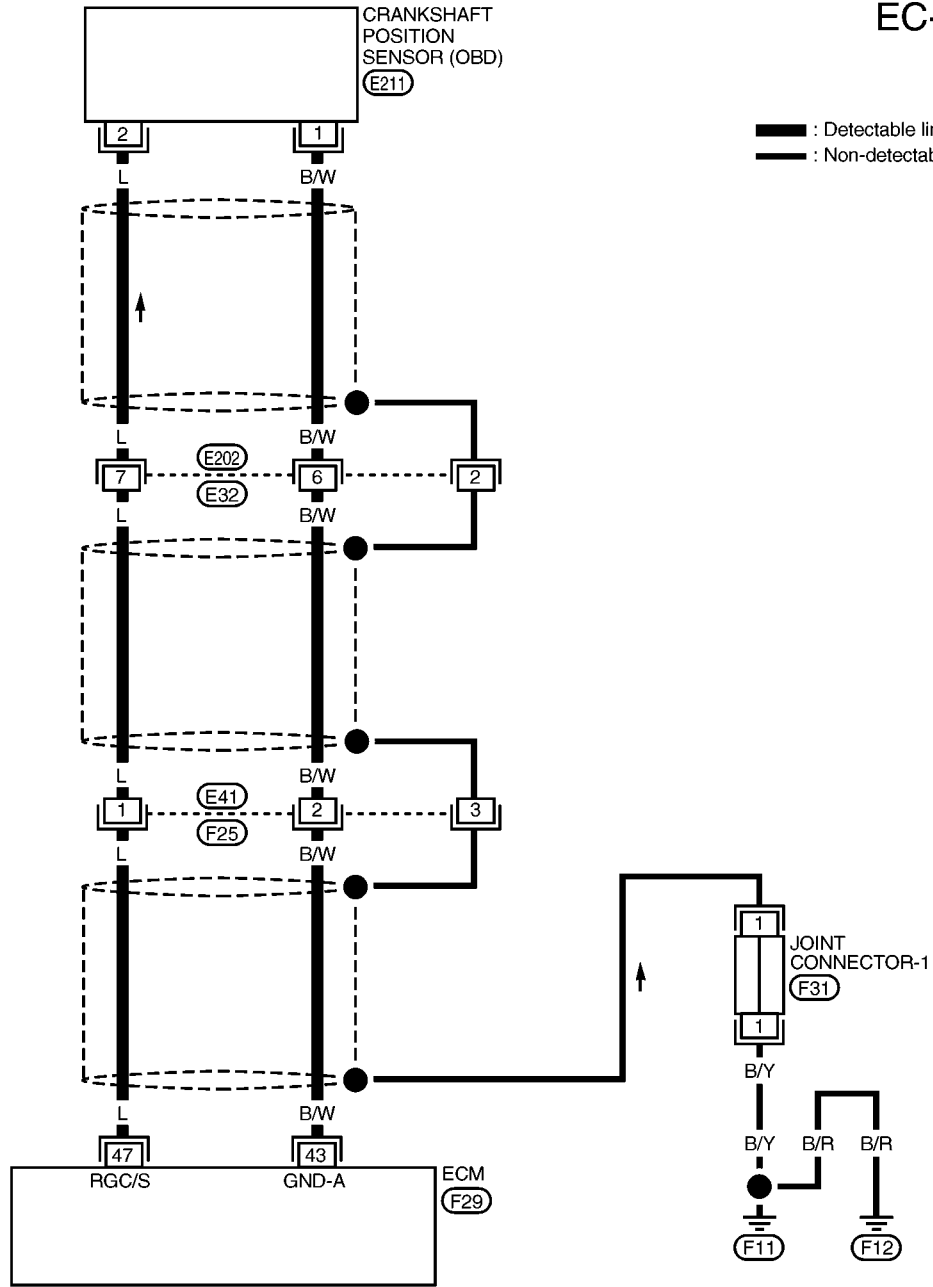 EC-
CRANKSHAFT
POSITION
SENSOR (OBD)
E211
: Detectable
: Non-detectab
2 1
L B/W
L B/W
E202
7 6 2
E32
L B/W
L B/W
E41
1 2 3
F25
L B/W
1
JOINT
CONNECTOR-1
F31
1
B/Y
L B/W
B/Y B/R B/R
47 43
RGC/S GND-A
ECM
F29
F11 F12